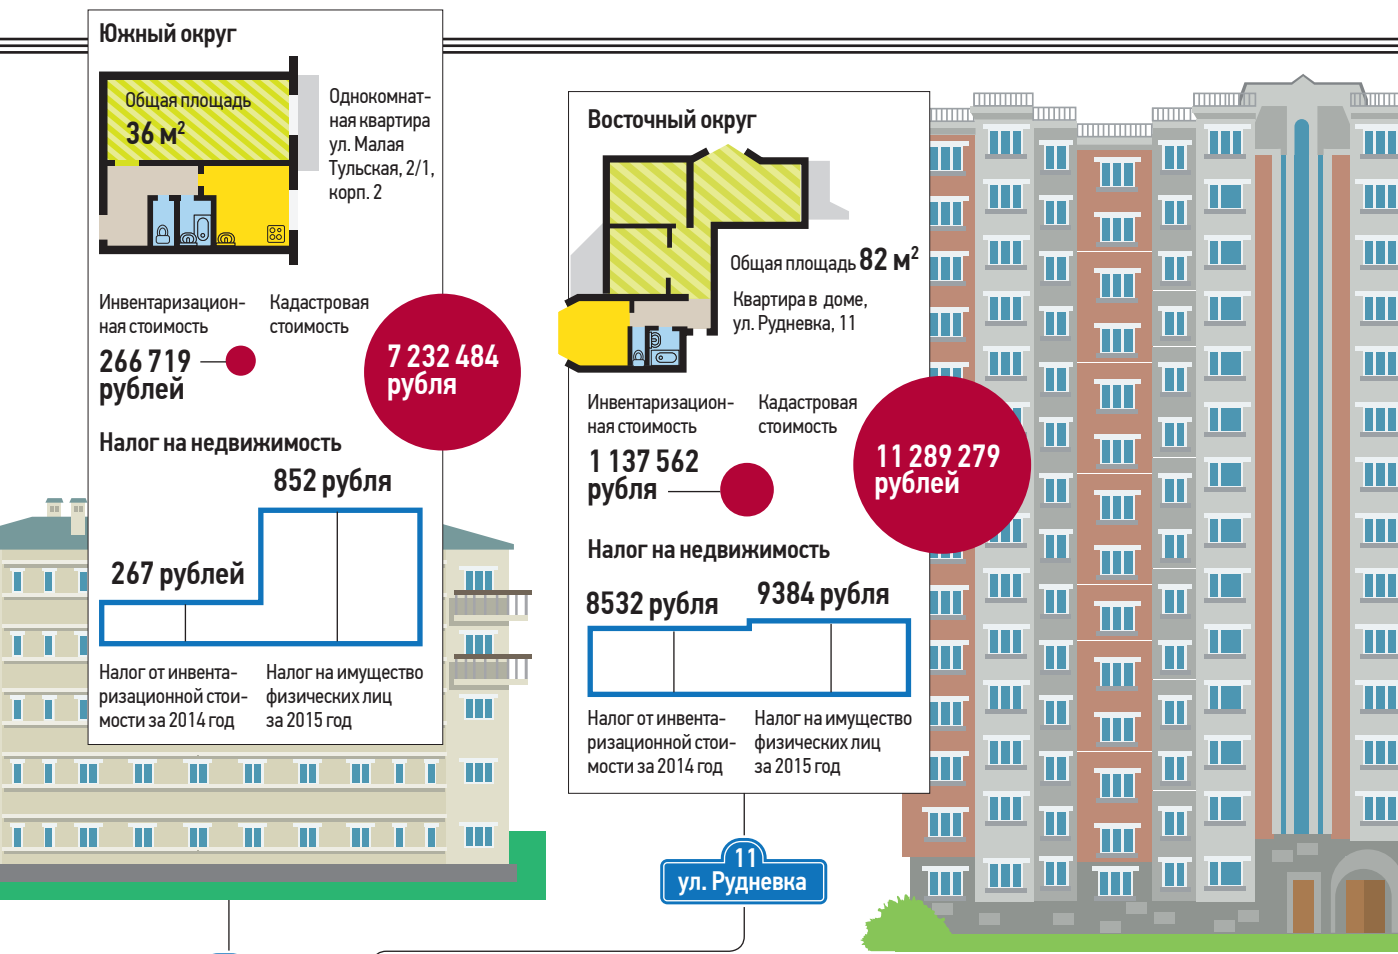 Южный округ
Общая площадь
36 м²
Однокомнат-
ная квартира
ул. Малая
Тульская, 2/1,
корп. 2
Инвентаризацион-
ная стоимость
266 719
рублей
Кадастровая
стоимость
7 232 484
рубля
Налог на недвижимость
852 рубля
267 рублей
Налог от инвента-
ризационной стои-
мости за 2014 год
Налог на имущество
физических лиц
за 2015 год
Восточный округ
Общая площадь 82 м²
Квартира в доме,
ул. Рудневка, 11
Инвентаризацион-
ная стоимость
1 137 562
рубля
Кадастровая
стоимость
11 289 279
рублей
Налог на недвижимость
8532 рубля
9384 рубля
Налог от инвента-
ризационной стои-
мости за 2014 год
Налог на имущество
физических лиц
за 2015 год
11
ул. Рудневка